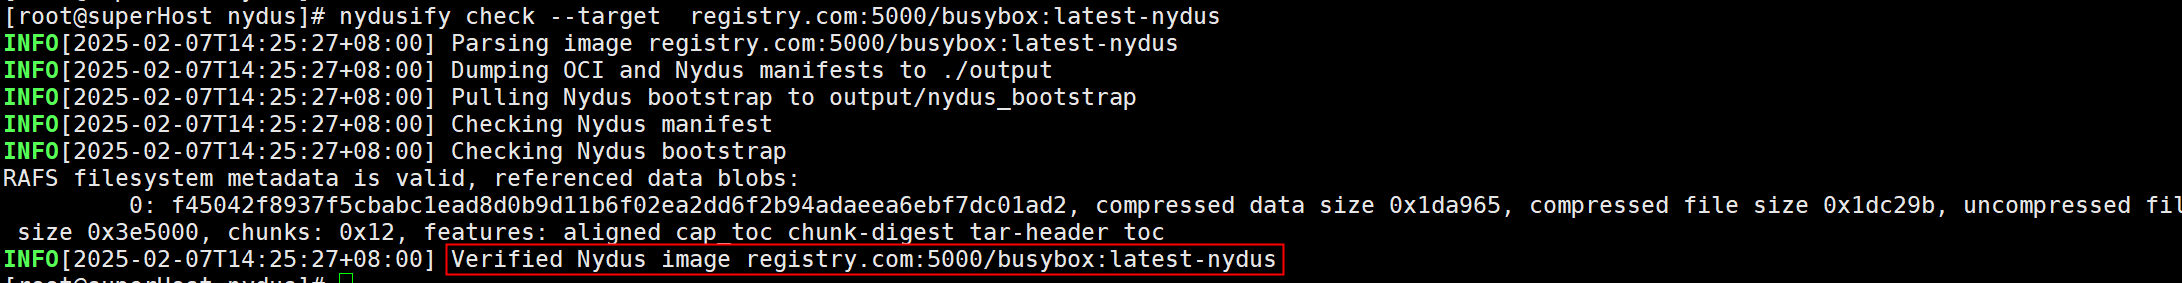 [root@superHost nydus]# nydusify check --target  registry.com:5000/busybox:latest-nydus
INFO[2025-02-07T14:25:27+08:00] Parsing image registry.com:5000/busybox:latest-nydus
INFO[2025-02-07T14:25:27+08:00] Dumping OCI and Nydus manifests to ./output
INFO[2025-02-07T14:25:27+08:00] Pulling Nydus bootstrap to output/nydus_bootstrap
INFO[2025-02-07T14:25:27+08:00] Checking Nydus manifest
INFO[2025-02-07T14:25:27+08:00] Checking Nydus bootstrap
RAFS filesystem metadata is valid, referenced data blobs:
         0: f45042f8937f5cbabc1ead8d0b9d11b6f02ea2dd6f2b94adaeea6ebf7dc01ad2, compressed data size 0x1da965, compressed file size 0x1dc29b, uncompressed fil
 size 0x3e5000, chunks: 0x12, features: aligned cap_toc chunk-digest tar-header toc
INFO[2025-02-07T14:25:27+08:00] Verified Nydus image registry.com:5000/busybox:latest-nydus
[root@superHost nydus]#